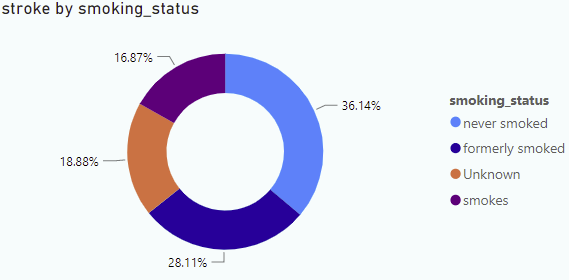 stroke by smoking_status
16.87%
36.14%
18.88%
28.11%
smoking_status
never smoked
formerly smoked
Unknown
smokes